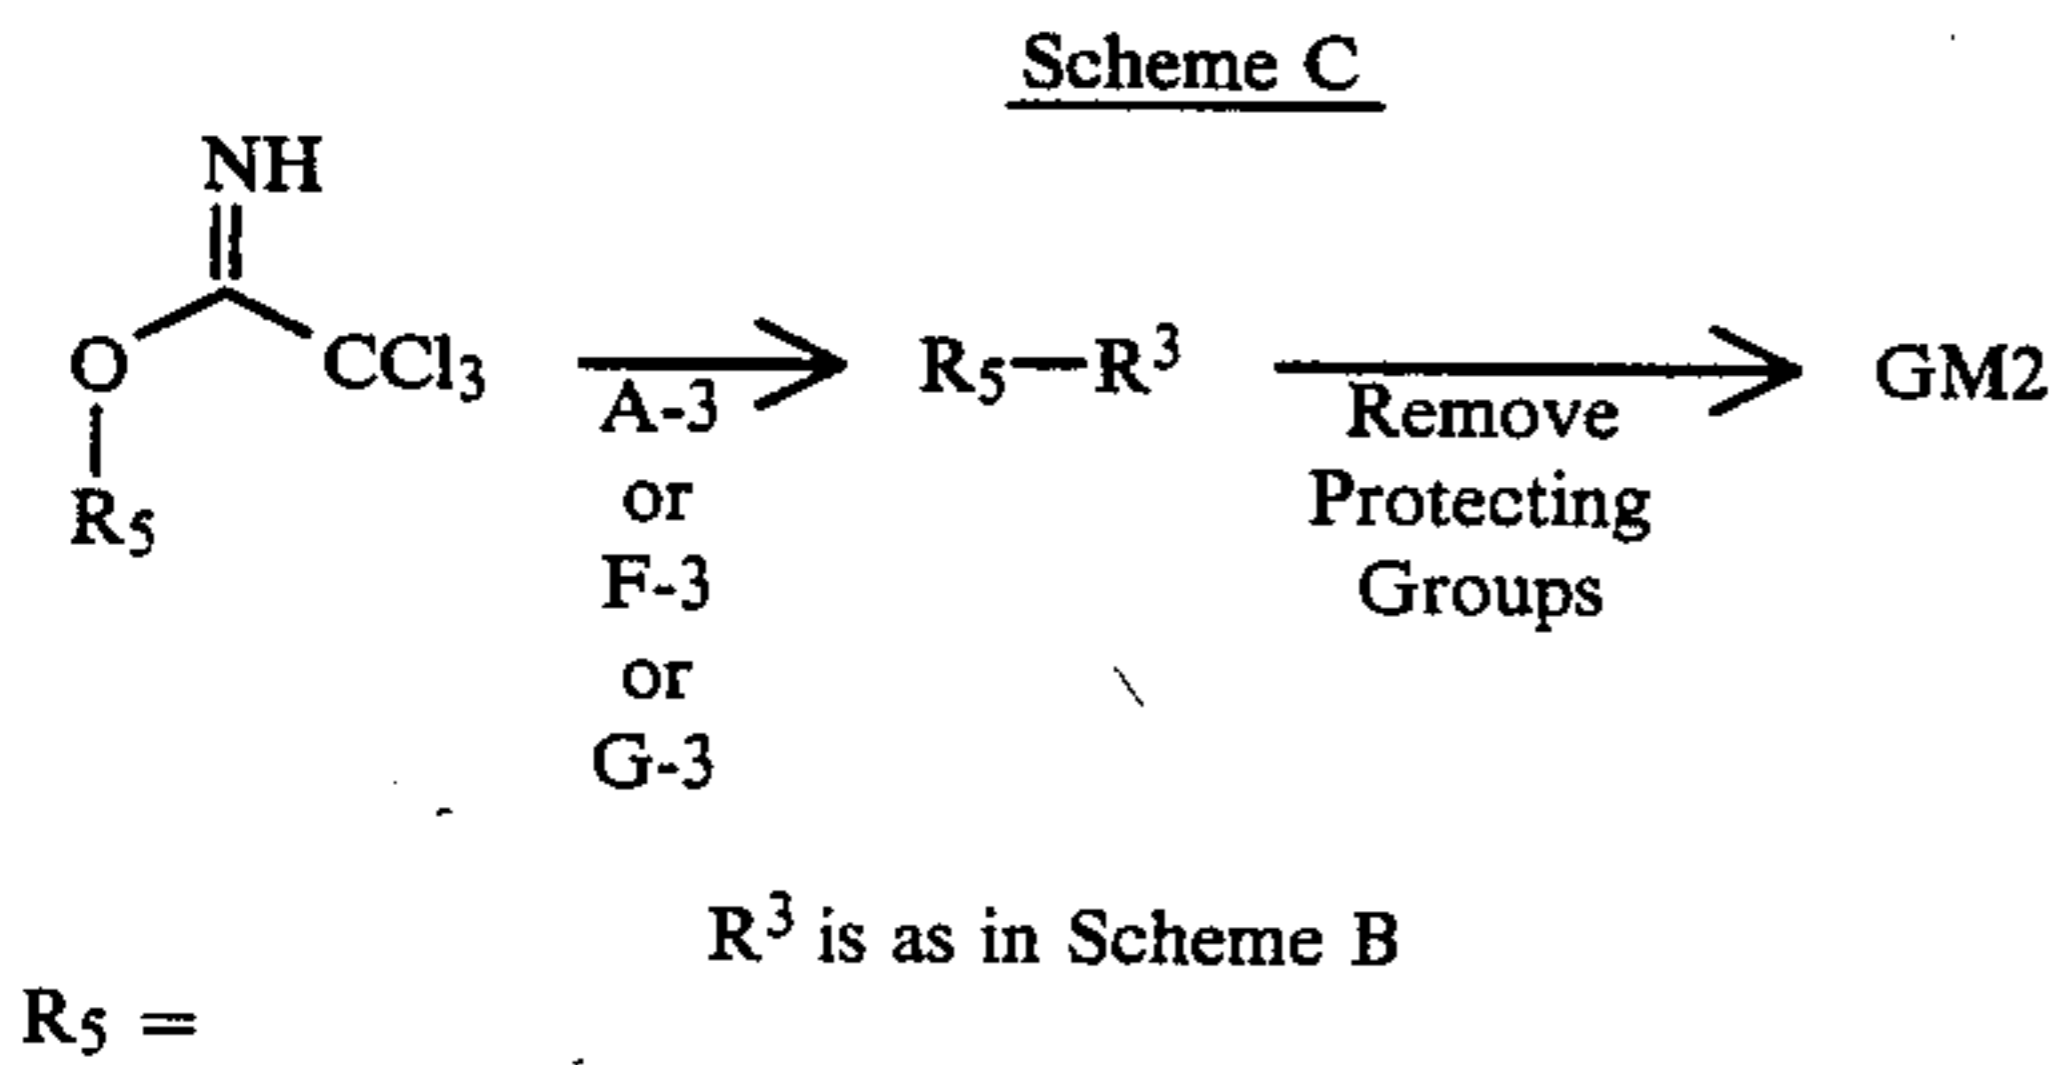 Scheme C
NH
O
CCl3
R5
A-3
or
F-3
or
G-3
R5—R³
Remove
Protecting
Groups
GM2
R³ is as in Scheme B
R5 =